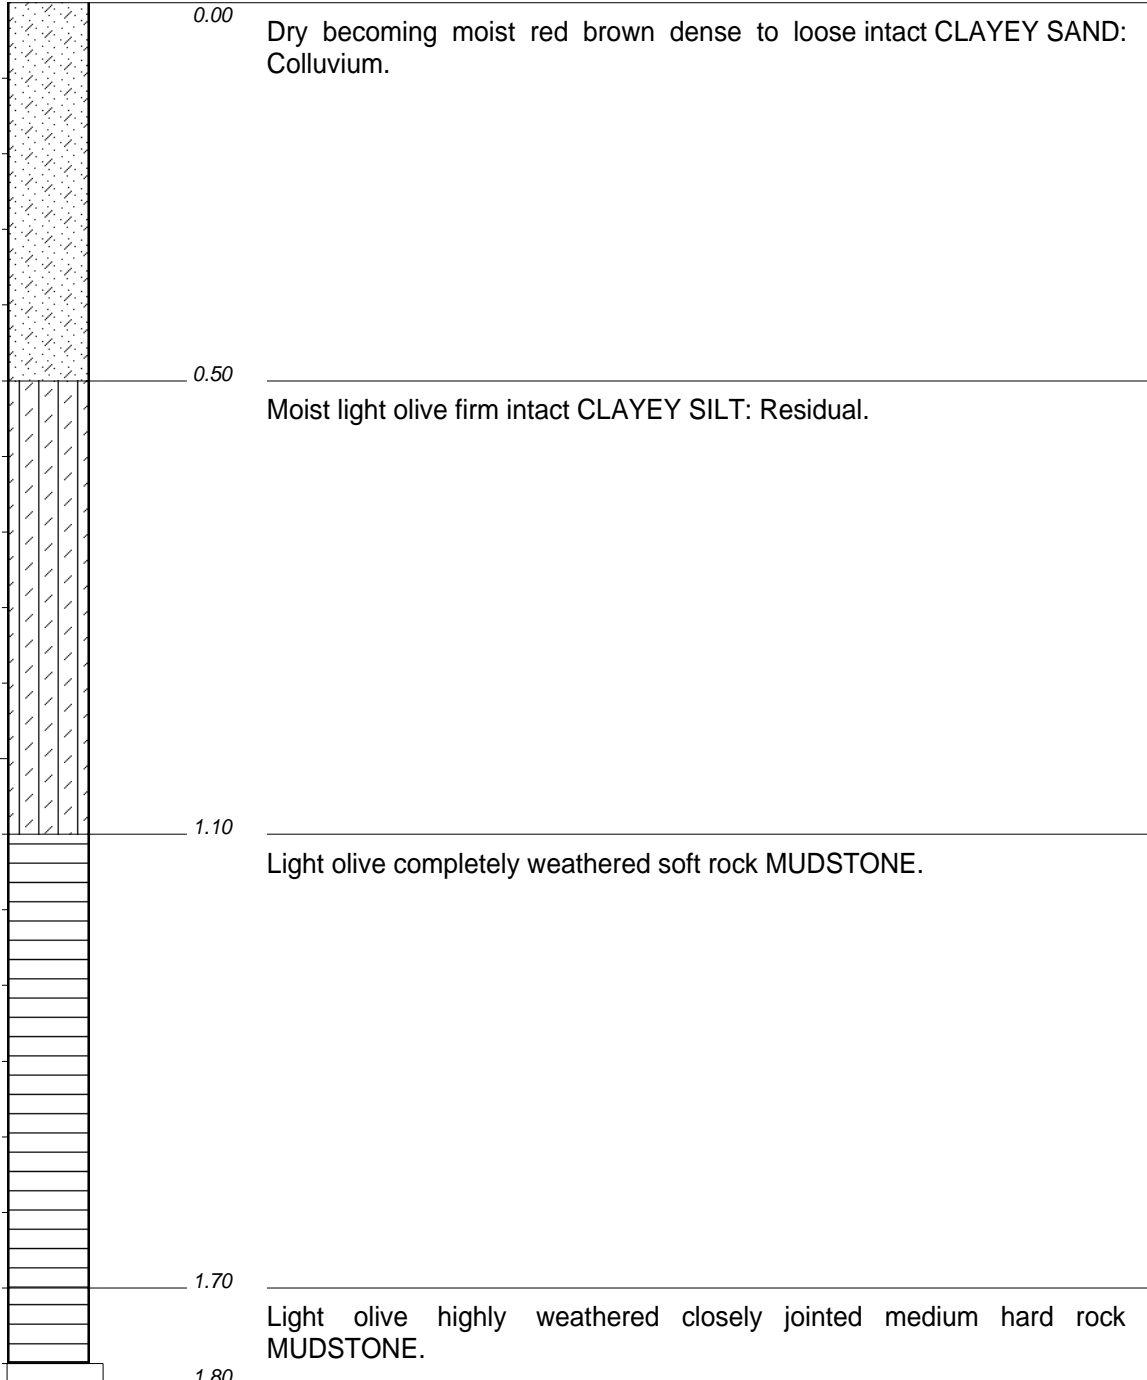 0.00
Dry becoming moist red brown dense to loose intact CLAYEY SAND:
Colluvium.
0.50
Moist light olive firm intact CLAYEY SILT: Residual.
1.10
Light olive completely weathered soft rock MUDSTONE.
1.70
Light olive highly weathered closely jointed medium hard rock
MUDSTONE.
1.80